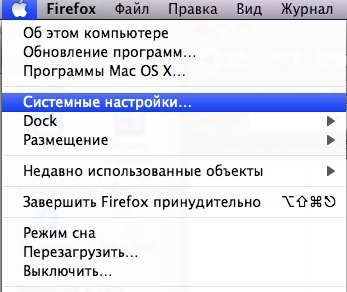 Firefox Файл Правка Вид Журнал
Об этом компьютере
Обновление программ...
Программы Mac OS X...
Системные настройки...
Dock
Размещение
Недавно использованные объекты
Завершить Firefox принудительно ⌥⇧⌘⎋
Режим сна
Перезагрузить...
Выключить...